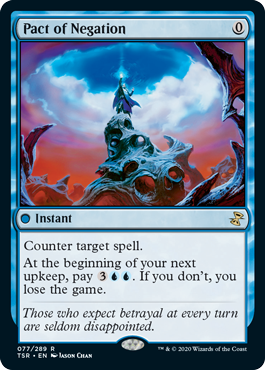 Pact of Negation 0
Instant
Counter target spell.
At the beginning of your next
upkeep, pay 3UU. If you don't, you
lose the game.
Those who expect betrayal at every turn
are seldom disappointed.
077/289 R
TSR • EN JASON CHAN
™ & © 2020 Wizards of the Coast